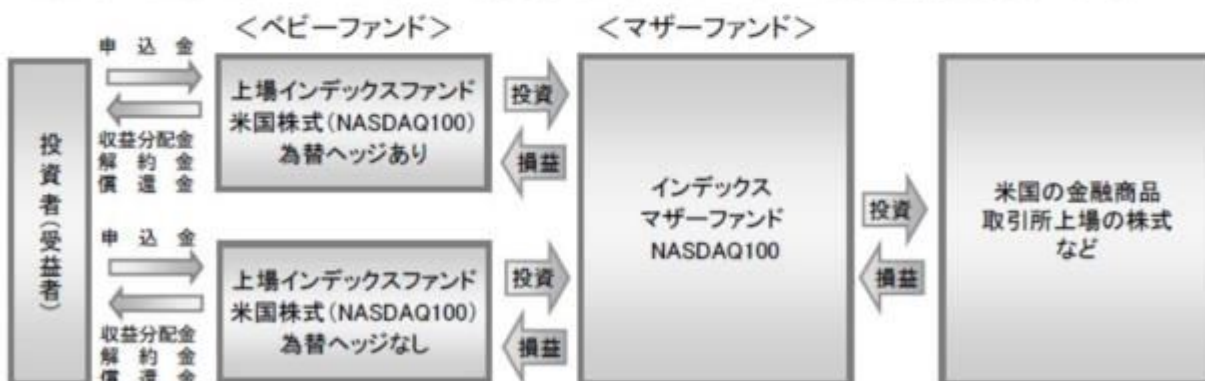 ＜ベビーファンド＞
＜マザーファンド＞
投資者(受益者)
申込金
収益分配金
解約金
償還金
上場インデックスファンド
米国株式(NASDAQ100)
為替ヘッジあり
投資
損益
申込金
収益分配金
解約金
償還金
上場インデックスファンド
米国株式(NASDAQ100)
為替ヘッジなし
投資
損益
インデックス
マザーファンド
NASDAQ100
投資
損益
米国の金融商品
取引所上場の株式
など